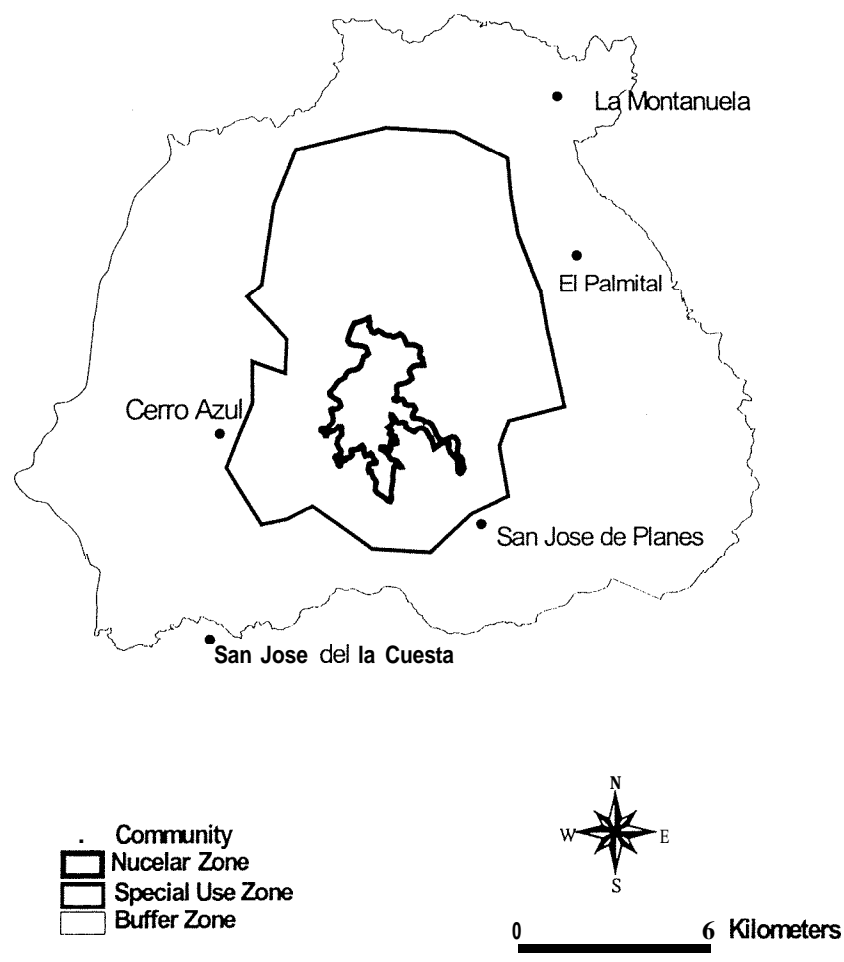 La Montanuela
El Palmital
Cerro Azul
San Jose de Planes
San Jose del la Cuesta
N
W E
S
Community
Nucelar Zone
Special Use Zone
Buffer Zone
0 6 Kilometers